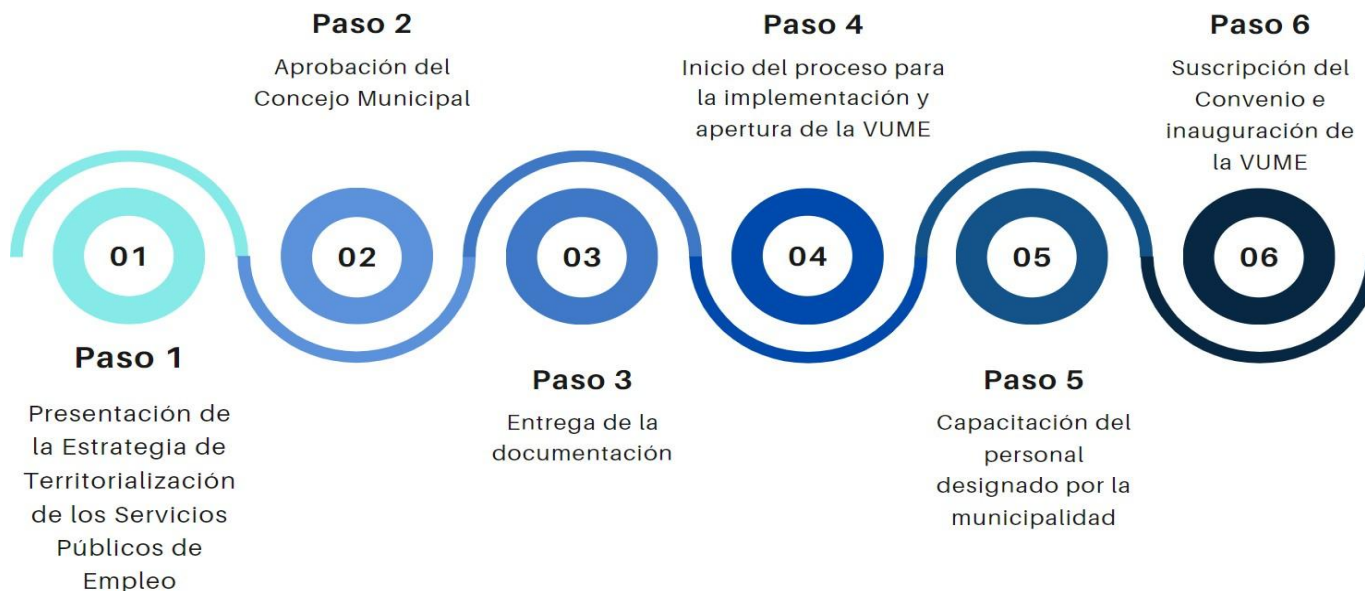 Paso 2
Aprobación del
Concejo Municipal
Paso 4
Inicio del proceso para
la implementación y
apertura de la VUME
Paso 6
Suscripción del
Convenio e
inauguración de
la VUME
01
02
03
04
05
06
Paso 1
Presentación de
la Estrategia de
Territorialización
de los Servicios
Públicos de
Empleo
Paso 3
Entrega de la
documentación
Paso 5
Capacitación del
personal
designado por la
municipalidad